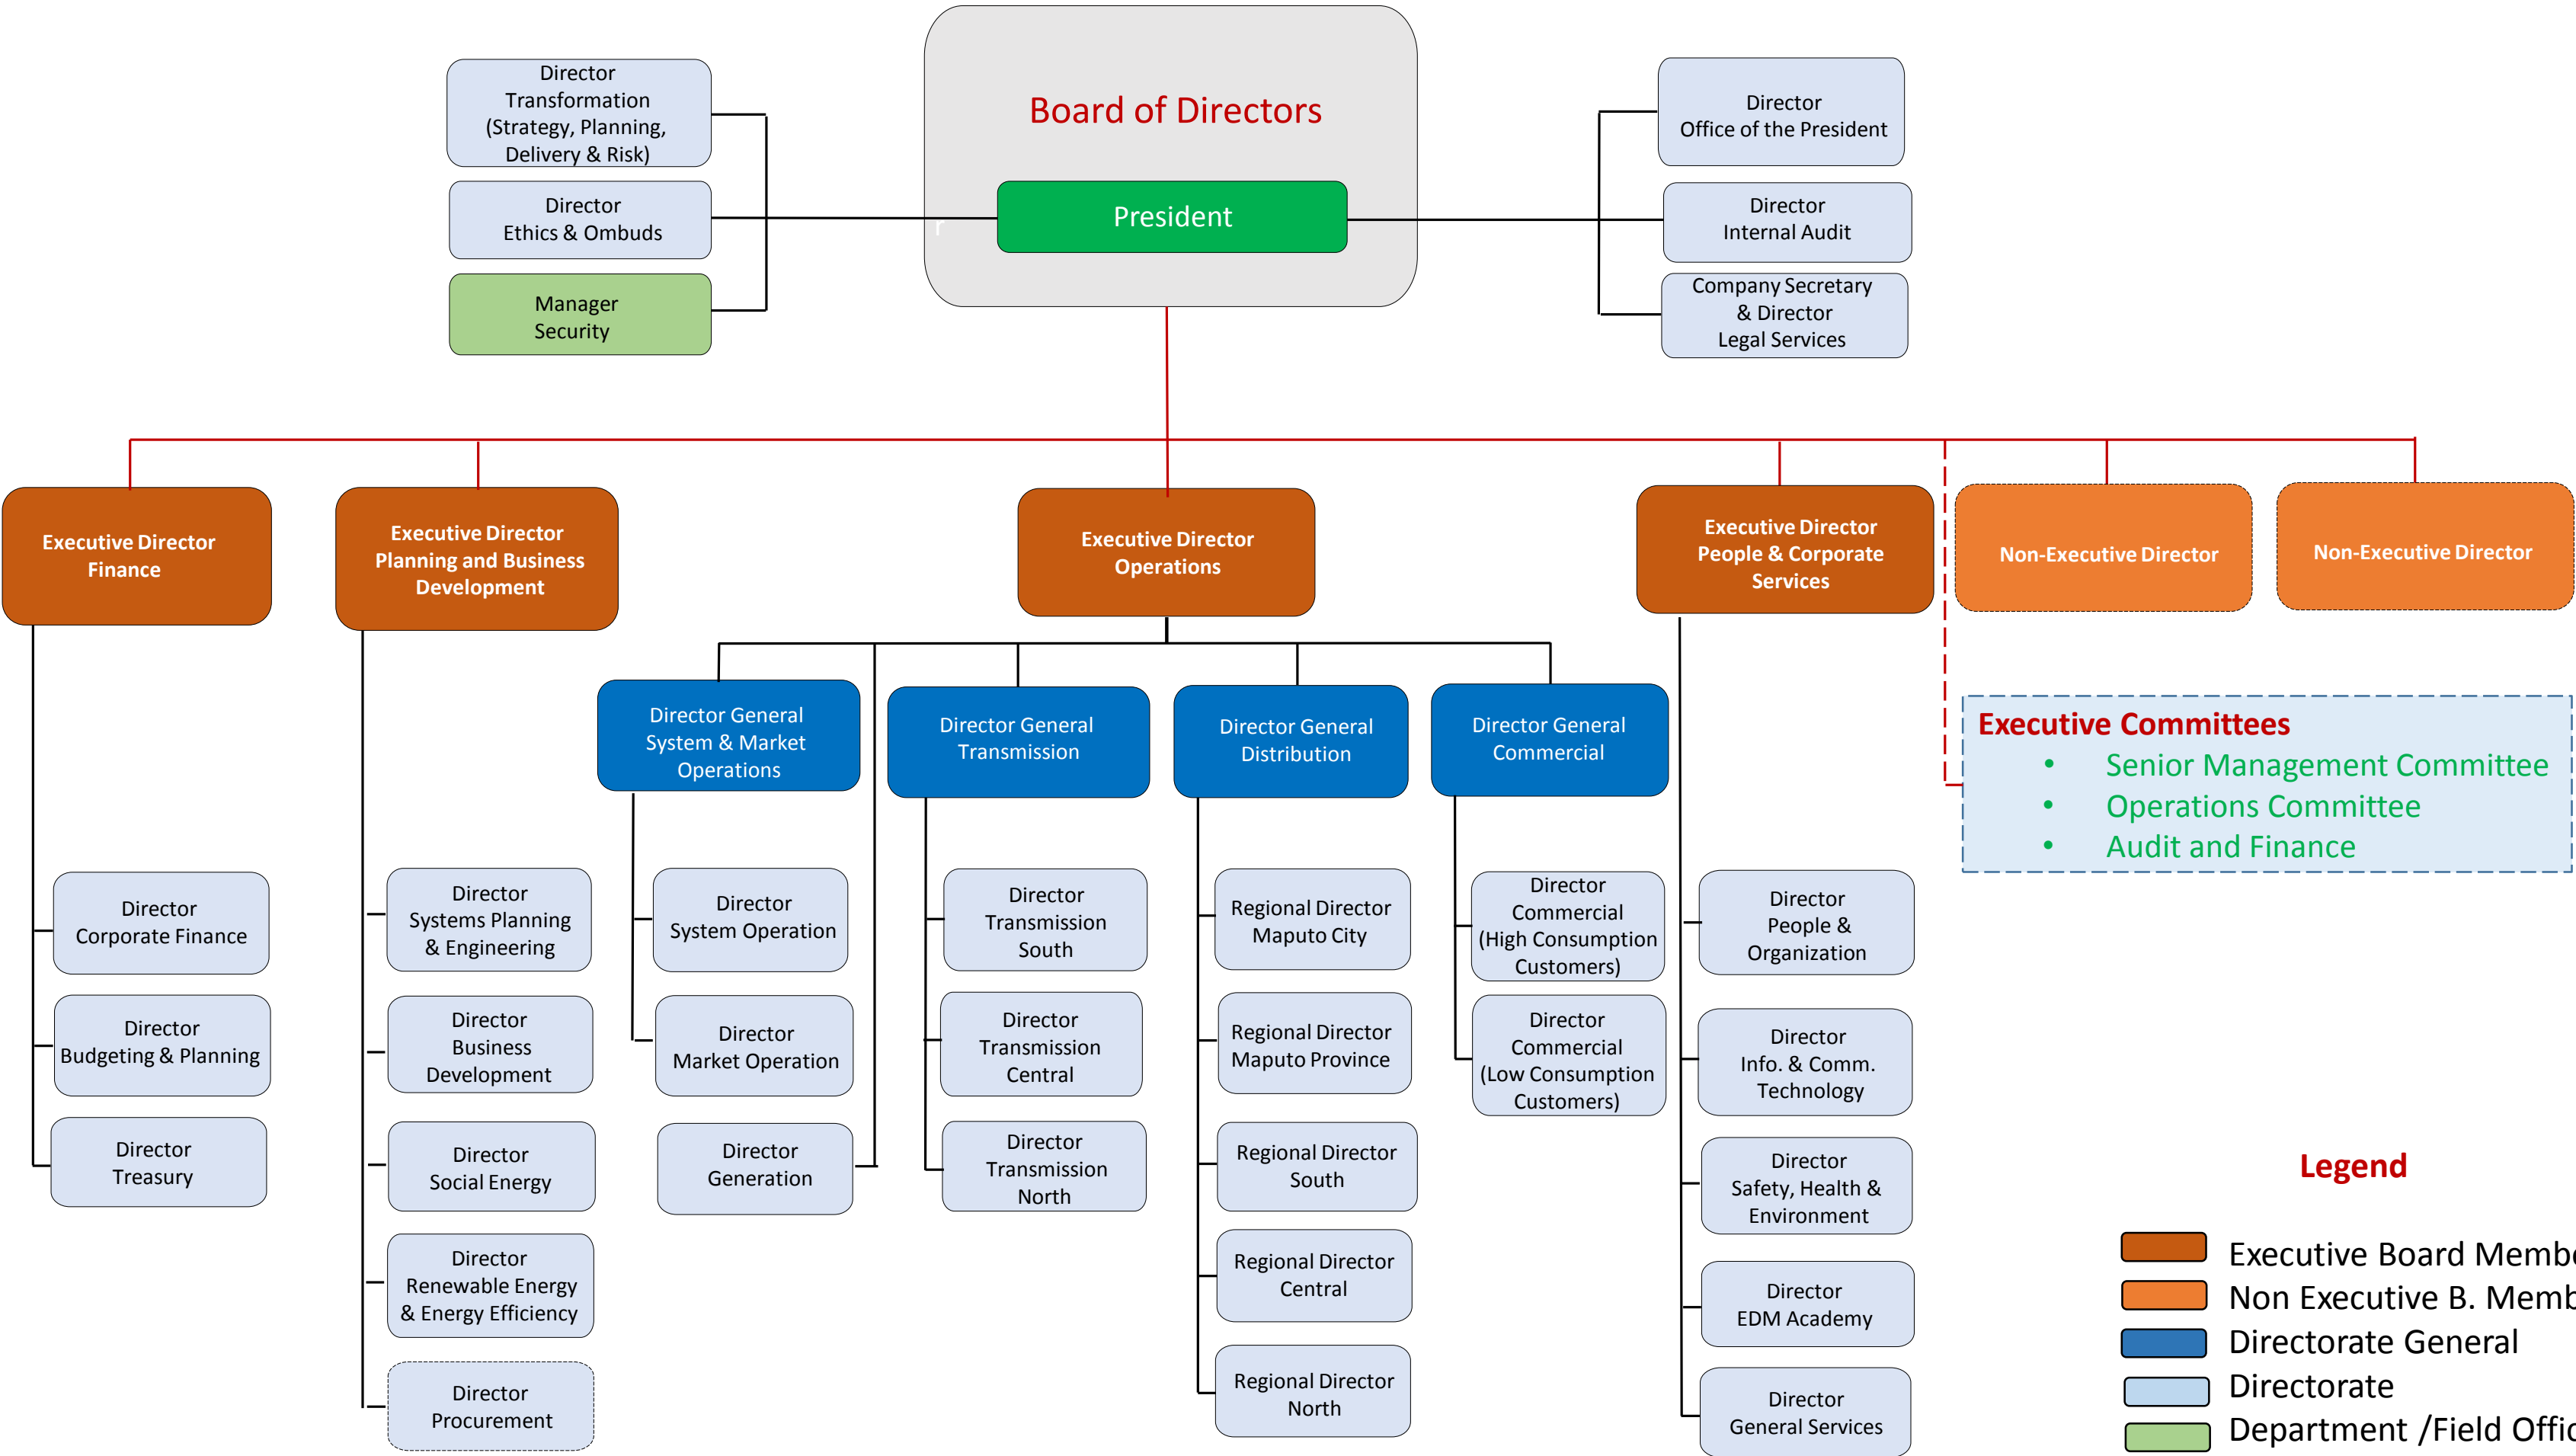 Board of Directors
r
President
Director
Transformation
(Strategy, Planning,
Delivery & Risk)
Director
Ethics & Ombuds
Manager
Security
Director
Office of the President
Director
Internal Audit
Company Secretary
& Director
Legal Services
Executive Director
Finance
Executive Director
Planning and Business
Development
Executive Director
Operations
Executive Director
People & Corporate
Services
Non-Executive Director
Non-Executive Director
Director General
System & Market
Operations
Director General
Transmission
Director General
Distribution
Director General
Commercial
Executive Committees
• Senior Management Committee
• Operations Committee
• Audit and Finance
Director
Corporate Finance
Director
Budgeting & Planning
Director
Treasury
Director
Systems Planning
& Engineering
Director
Business
Development
Director
Social Energy
Director
Renewable Energy
& Energy Efficiency
Director
Procurement
Director
System Operation
Director
Market Operation
Director
Generation
Director
Transmission
South
Director
Transmission
Central
Director
Transmission
North
Regional Director
Maputo City
Regional Director
Maputo Province
Regional Director
South
Regional Director
Central
Regional Director
North
Director
Commercial
(High Consumption
Customers)
Director
Commercial
(Low Consumption
Customers)
Director
People &
Organization
Director
Info. & Comm.
Technology
Director
Safety, Health &
Environment
Director
EDM Academy
Director
General Services
Legend
Executive Board
Non Executive B.
Directorate General
Directorate
Department /Field